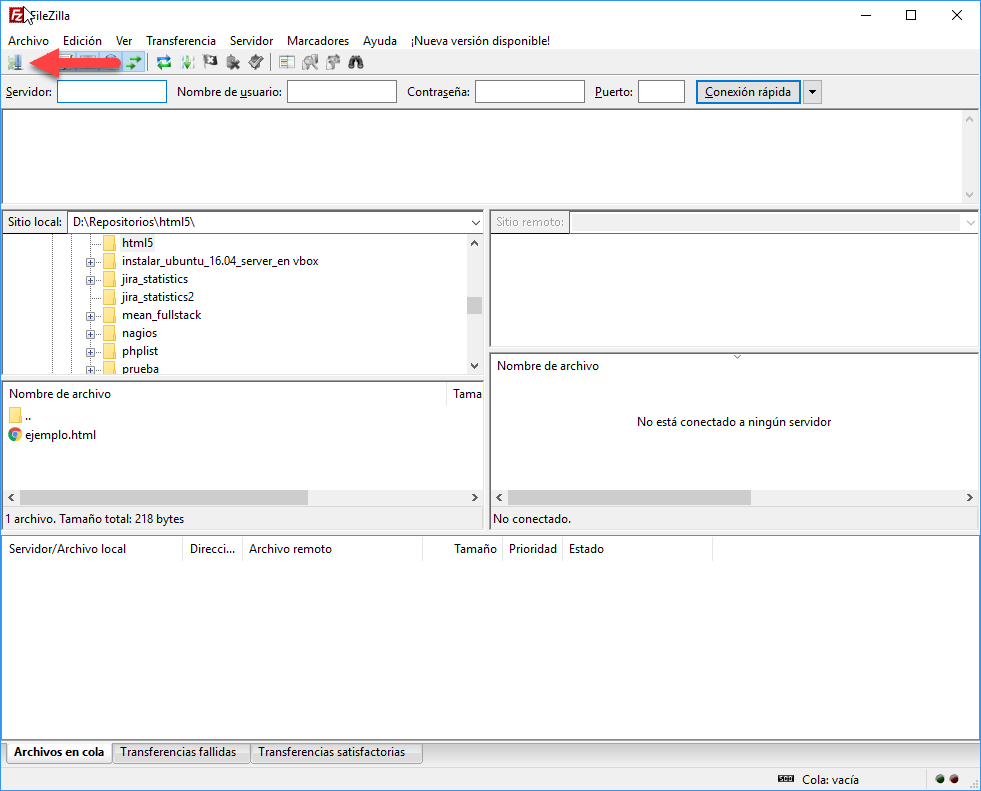 FileZilla
Archivo Edición Ver Transferencia Servidor Marcadores Ayuda ¡Nueva versión disponible!
Servidor: Nombre de usuario: Contraseña: Puerto: Conexión rápida
Sitio local: D:\Repositorios\html5\
Sitio remoto:
html5
instalar_ubuntu_16.04_server_en vbox
jira_statistics
jira_statistics2
mean_fullstack
nagios
phplist
prueba
Nombre de archivo Tama
..
ejemplo.html
1 archivo. Tamaño total: 218 bytes
Nombre de archivo
No está conectado a ningún servidor
No conectado.
Servidor/Archivo local Direcci... Archivo remoto Tamaño Prioridad Estado
Archivos en cola Transferencias fallidas Transferencias satisfactorias
Cola: vacía